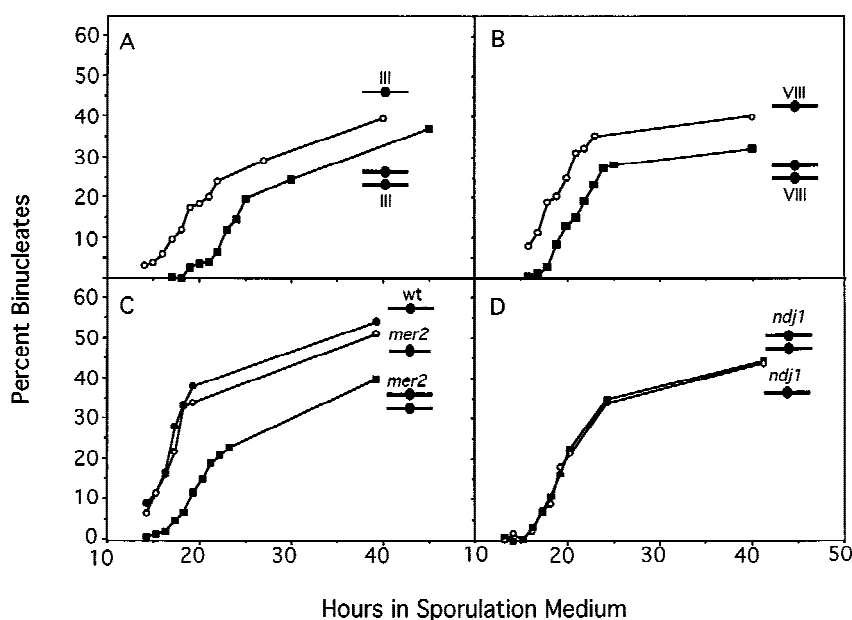 A
60
50
40
30
20
10
III
III
B
VIII
VIII
Percent Binucleates
C
60
50
40
30
20
10
0
wt
mer2
mer2
D
ndj1
ndj1
10 20 30 40 10 20 30 40 50
Hours in Sporulation Medium